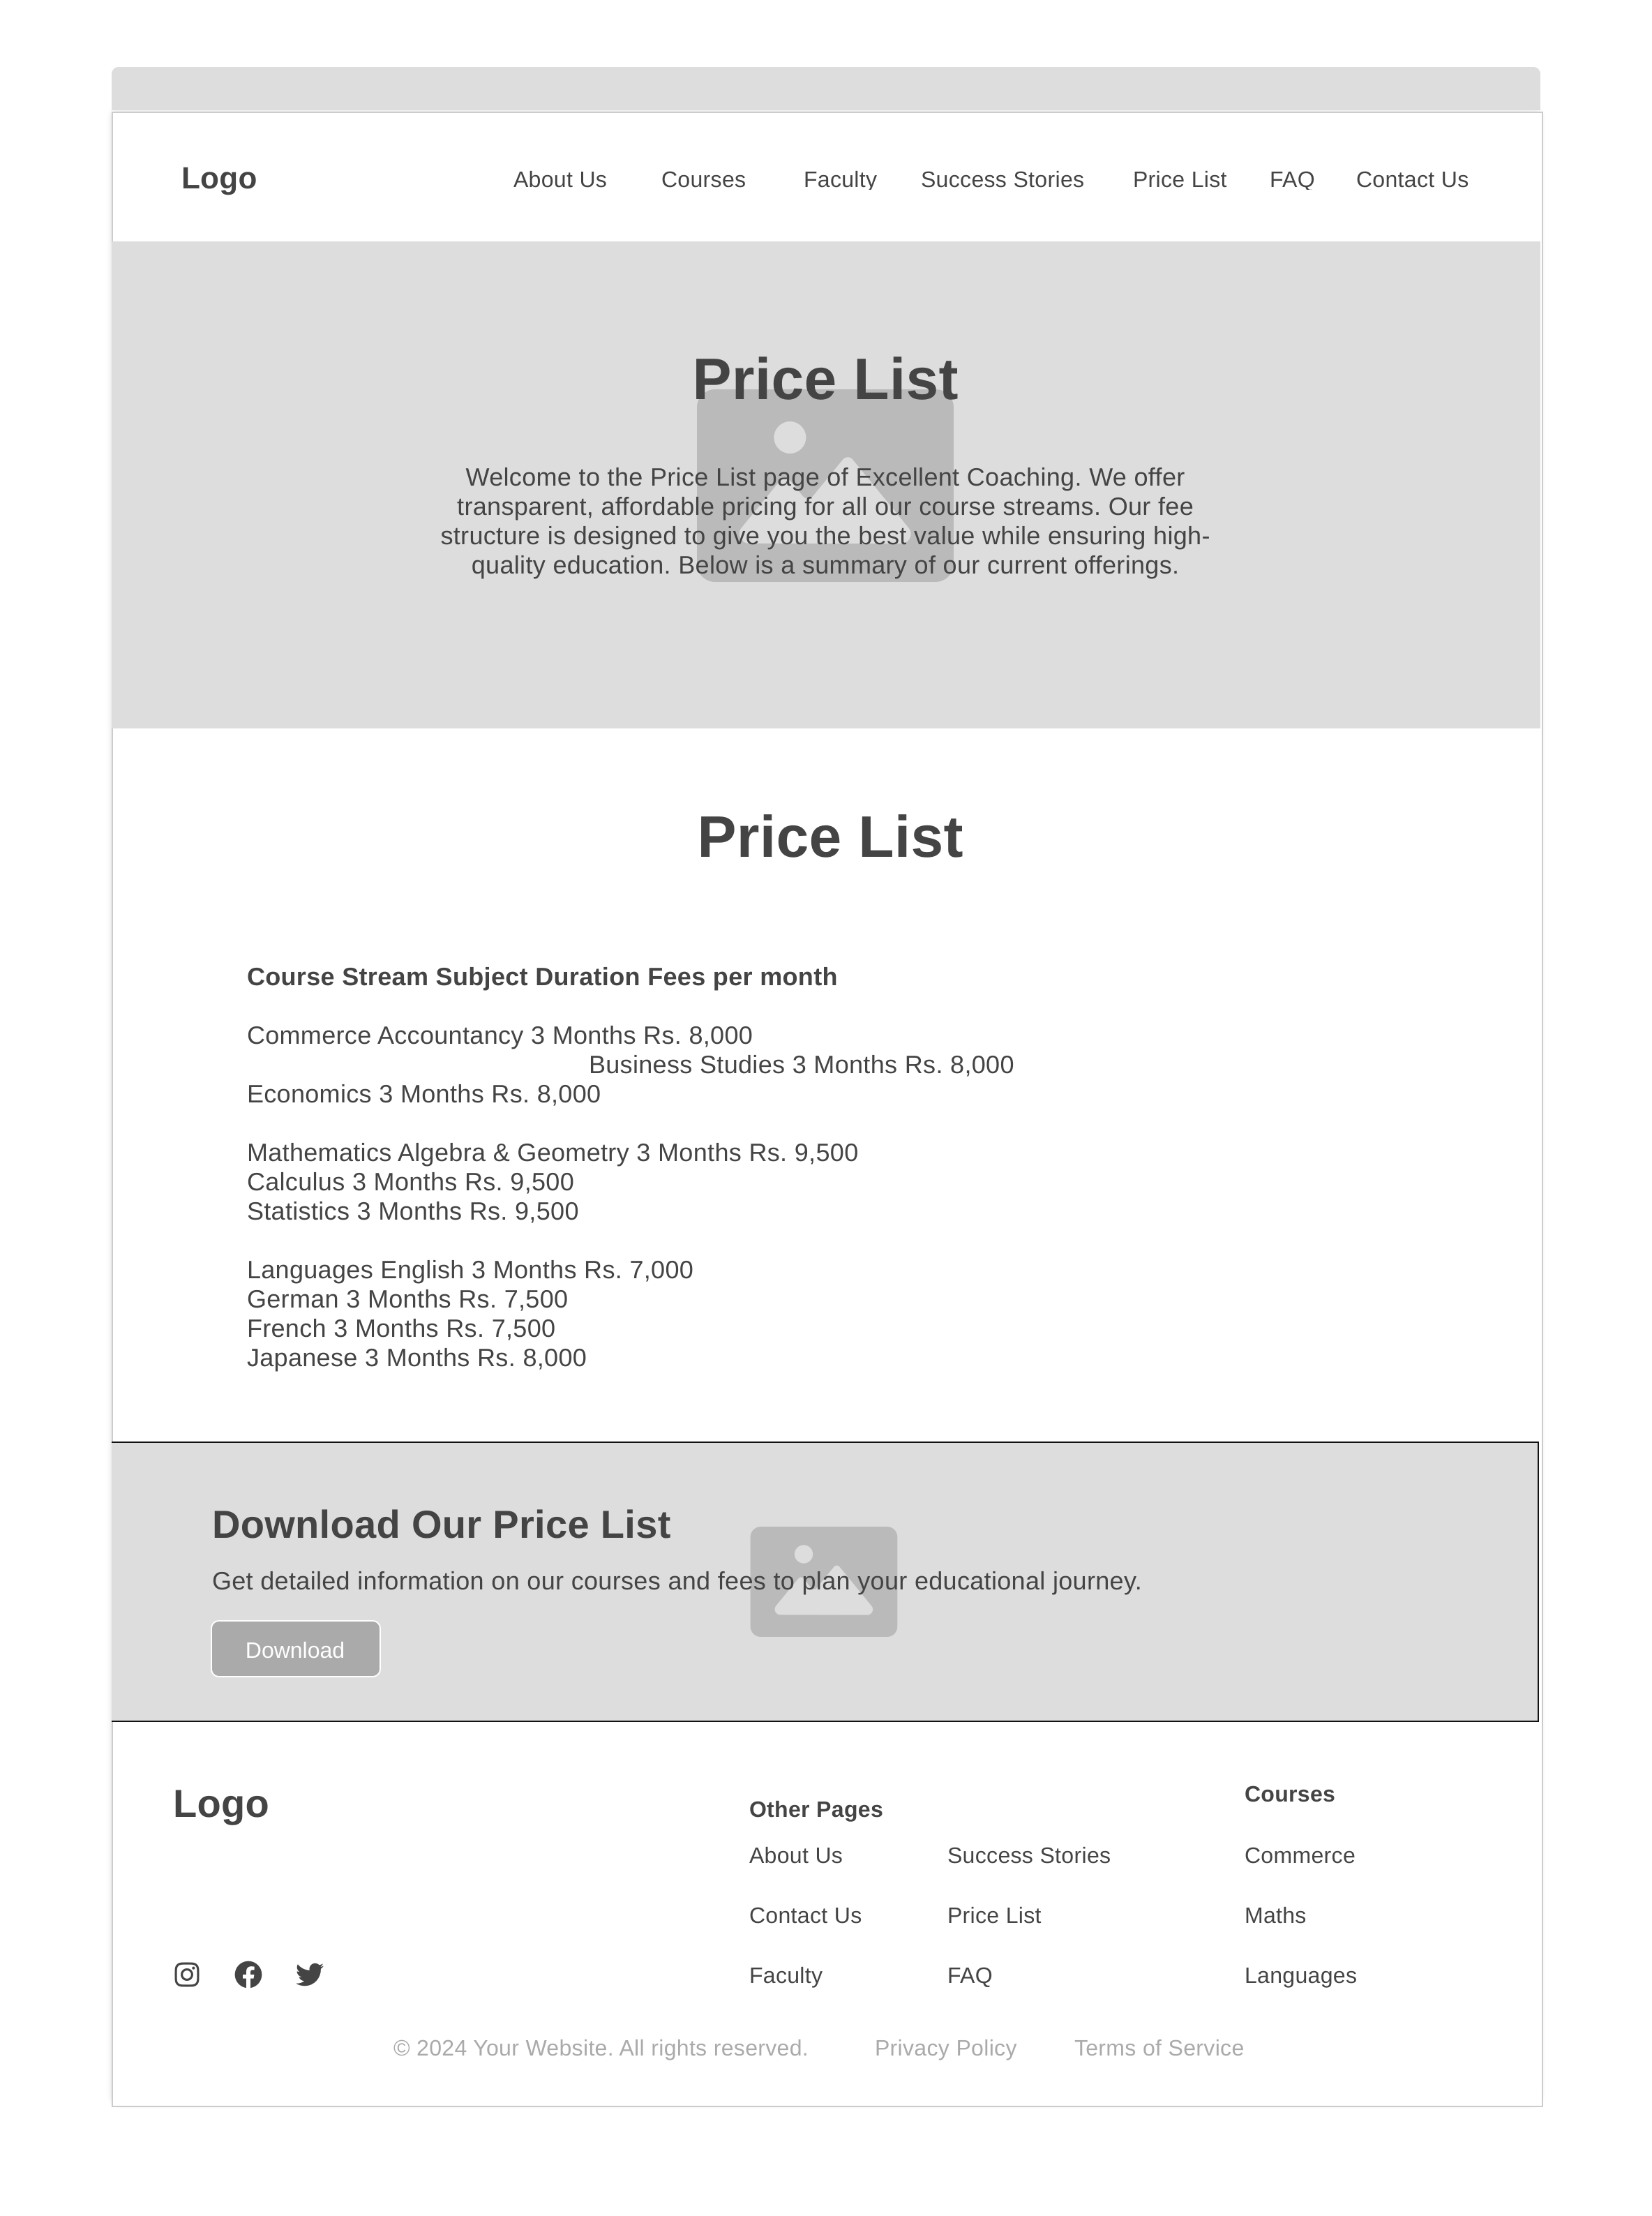 Logo
About Us Courses Faculty Success Stories Price List FAQ Contact Us
Price List
Welcome to the Price List page of Excellent Coaching. We offer
transparent, affordable pricing for all our course streams. Our fee
structure is designed to give you the best value while ensuring high-
quality education. Below is a summary of our current offerings.
Price List
Course Stream Subject Duration Fees per month
Commerce Accountancy 3 Months Rs. 8,000
Business Studies 3 Months Rs. 8,000
Economics 3 Months Rs. 8,000
Mathematics Algebra & Geometry 3 Months Rs. 9,500
Calculus 3 Months Rs. 9,500
Statistics 3 Months Rs. 9,500
Languages English 3 Months Rs. 7,000
German 3 Months Rs. 7,500
French 3 Months Rs. 7,500
Japanese 3 Months Rs. 8,000
Download Our Price List
Get detailed information on our courses and fees to plan your educational journey.
Download
Logo
Other Pages
About Us Success Stories
Contact Us Price List
Faculty FAQ
Courses
Commerce
Maths
Languages
© 2024 Your Website. All rights reserved. Privacy Policy Terms of Service